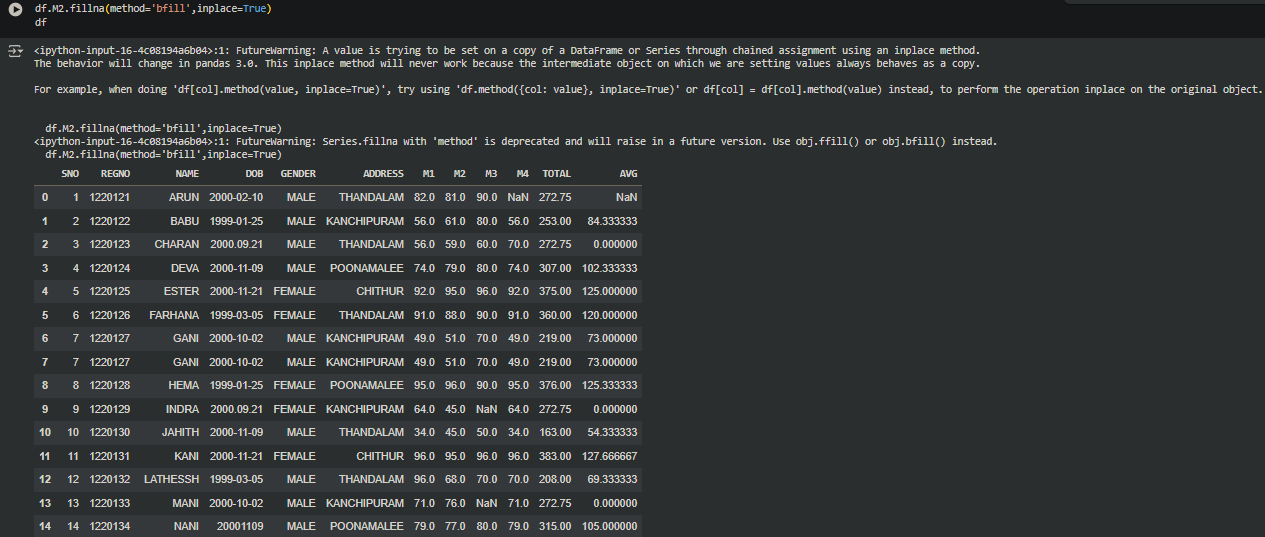 df.M2.fillna(method='bfill',inplace=True)
df
<ipython-input-16-4c08194a6b04>:1: FutureWarning: A value is trying to be set on a copy of a DataFrame or Series through chained assignment using an inplace method.
The behavior will change in pandas 3.0. This inplace method will never work because the intermediate object on which we are setting values always behaves as a copy.
For example, when doing 'df[col].method(value, inplace=True)', try using 'df.method({col: value}, inplace=True)' or df[col] = df[col].method(value) instead, to perform the operation inplace on the original object.
df.M2.fillna(method='bfill',inplace=True)
<ipython-input-16-4c08194a6b04>:1: FutureWarning: Series.fillna with 'method' is deprecated and will raise in a future version. Use obj.ffill() or obj.bfill() instead.
df.M2.fillna(method='bfill',inplace=True)
SNO REGNO NAME DOB GENDER ADDRESS M1 M2 M3 M4 TOTAL AVG
0 1 1220121 ARUN 2000-02-10 MALE THANDALAM 82.0 81.0 90.0 NaN 272.75 NaN
1 2 1220122 BABU 1999-01-25 MALE KANCHIPURAM 56.0 61.0 80.0 56.0 253.00 84.333333
2 3 1220123 CHARAN 2000.09.21 MALE THANDALAM 56.0 59.0 60.0 70.0 272.75 0.000000
3 4 1220124 DEVA 2000-11-09 MALE POONAMALEE 74.0 79.0 80.0 74.0 307.00 102.333333
4 5 1220125 ESTER 2000-11-21 FEMALE CHITHUR 92.0 95.0 96.0 92.0 375.00 125.000000
5 6 1220126 FARHANA 1999-03-05 FEMALE THANDALAM 91.0 88.0 90.0 91.0 360.00 120.000000
6 7 1220127 GANI 2000-10-02 MALE KANCHIPURAM 49.0 51.0 70.0 49.0 219.00 73.000000
7 7 1220127 GANI 2000-10-02 MALE KANCHIPURAM 49.0 51.0 70.0 49.0 219.00 73.000000
8 8 1220128 HEMA 1999-01-25 FEMALE POONAMALEE 95.0 96.0 90.0 95.0 376.00 125.333333
9 9 1220129 INDRA 2000.09.21 FEMALE KANCHIPURAM 64.0 45.0 NaN 64.0 272.75 0.000000
10 10 1220130 JAHITH 2000-11-09 MALE THANDALAM 34.0 45.0 50.0 34.0 163.00 54.333333
11 11 1220131 KANI 2000-11-21 FEMALE CHITHUR 96.0 95.0 96.0 96.0 383.00 127.666667
12 12 1220132 LATHESSH 1999-03-05 MALE THANDALAM 96.0 68.0 70.0 70.0 208.00 69.333333
13 13 1220133 MANI 2000-10-02 MALE KANCHIPURAM 71.0 76.0 NaN 71.0 272.75 0.000000
14 14 1220134 NANI 20001109 MALE POONAMALEE 79.0 77.0 80.0 79.0 315.00 105.000000